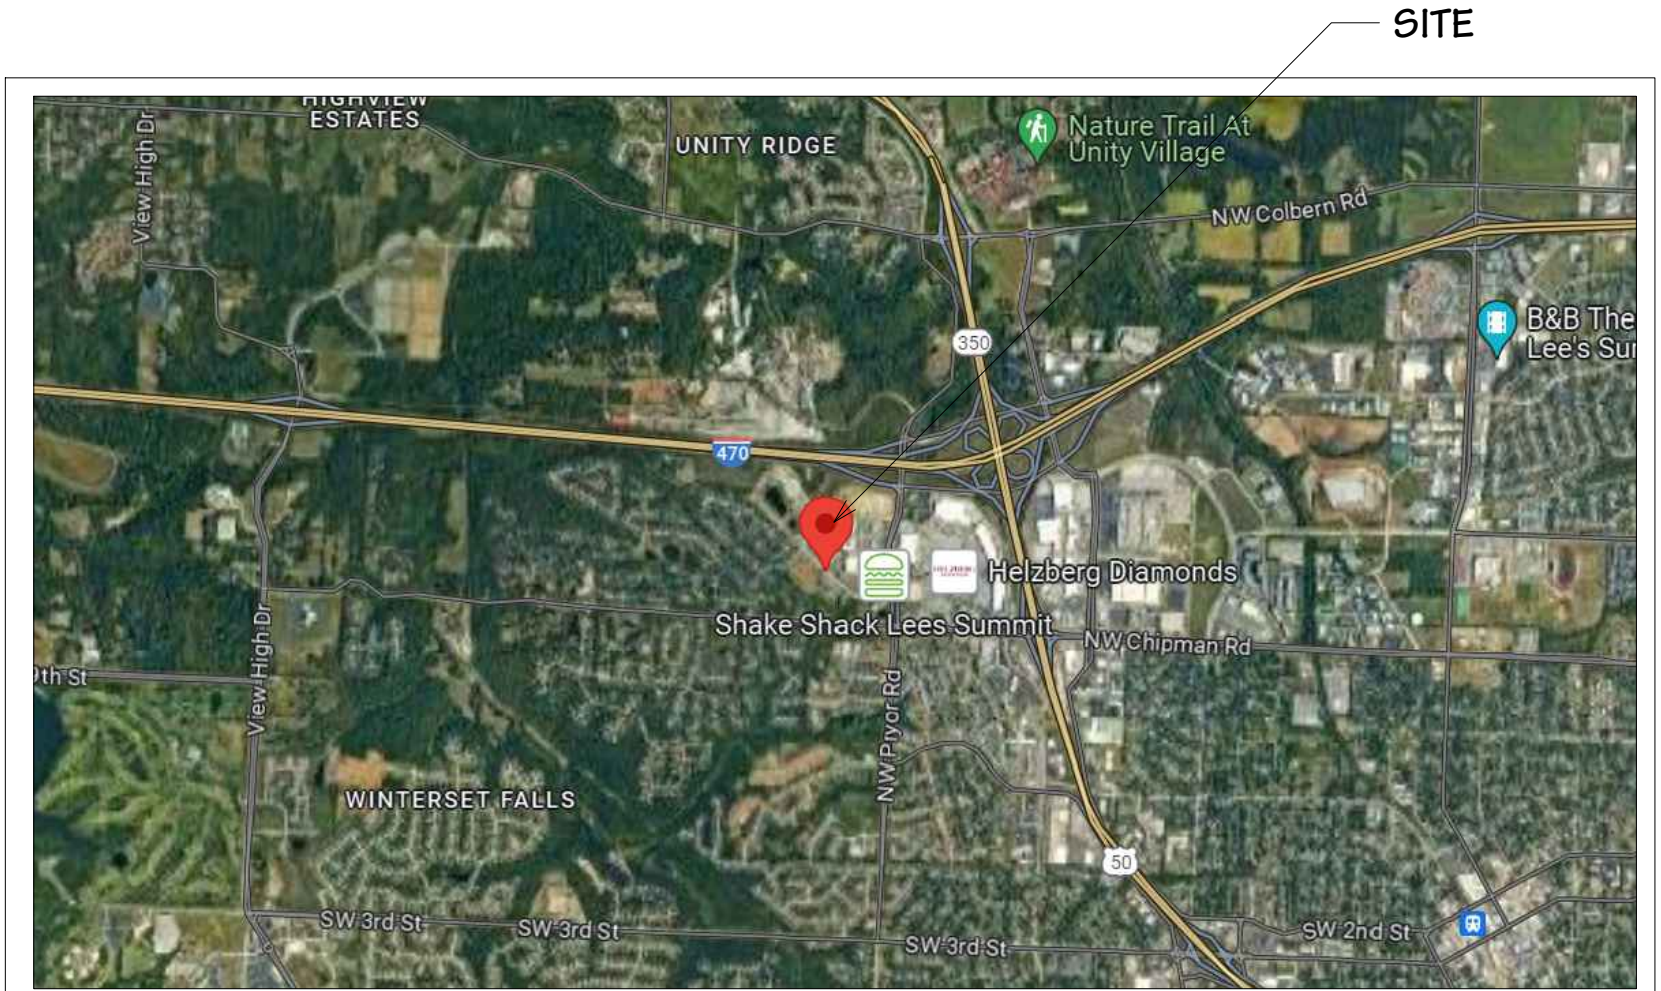 SITE
HIGHVIEW
ESTATES
View High Dr
UNITY RIDGE
Nature Trail At
Unity Village
NW Colbern Rd
B&B The
Lee's Sur
350
470
Helzberg Diamonds
Shake Shack Lees Summit
NW Chipman Rd
9th St
View High Dr
NW Pryor Rd
WINTERSET FALLS
50
SW 3rd St
SW 3rd St
SW 3rd St
SW 2nd St